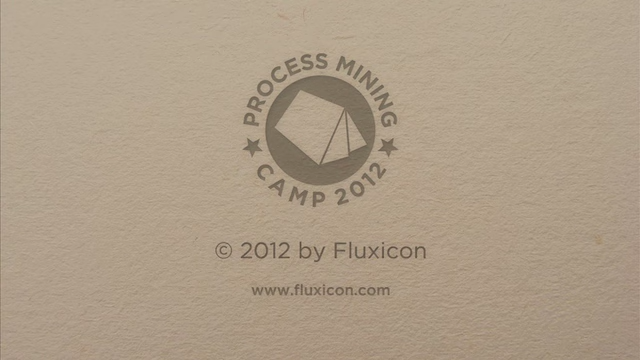 PROCESS MINING
CAMP 2012
© 2012 by Fluxicon
www.fluxicon.com